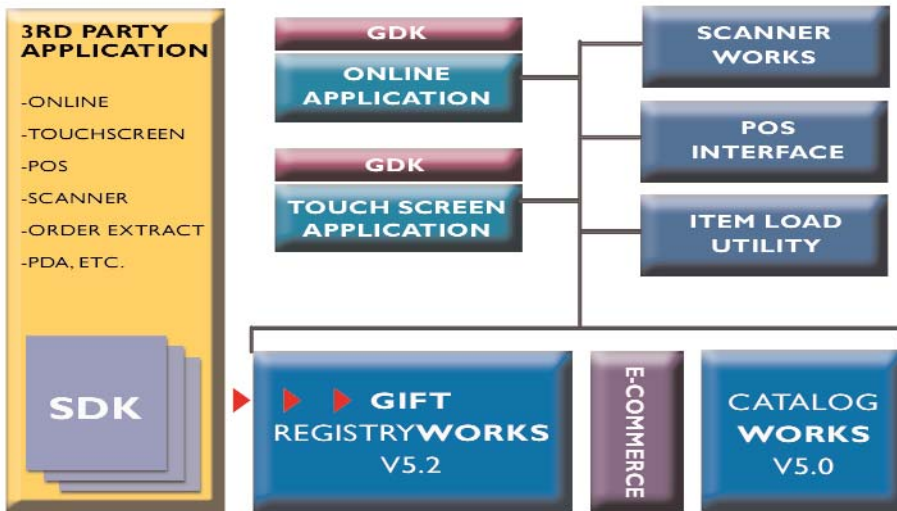 3RD PARTY
APPLICATION
-ONLINE
-TOUCHSCREEN
-POS
-SCANNER
-ORDER EXTRACT
-PDA, ETC.
SDK
GDK
ONLINE
APPLICATION
GDK
TOUCH SCREEN
APPLICATION
SCANNER
WORKS
POS
INTERFACE
ITEM LOAD
UTILITY
GIFT
REGISTRYWORKS
V5.2
E-COMMERCE
CATALOG
WORKS
V5.0